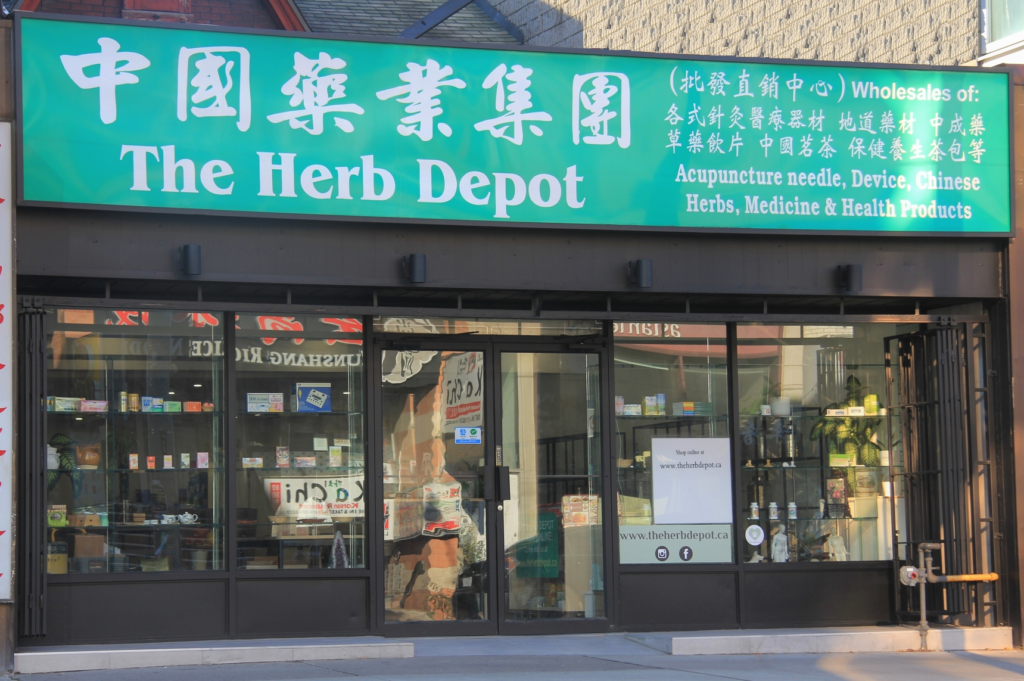 中國藥業集團
The Herb Depot
(批發直銷中心) Wholesales of:
各式針灸醫療器材 地道藥材 中成藥
草藥飲片 中國茗茶 保健養生茶包等
Acupuncture needle, Device, Chinese
Herbs, Medicine & Health Products
Shop online at
www.theherbdepot.ca
www.theherbdepot.ca
KaChi